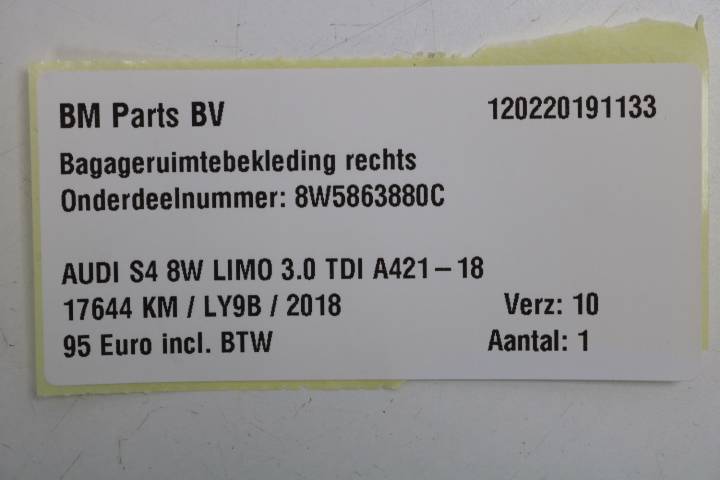 BM Parts BV 120220191133
Bagageruimtebekleding rechts
Onderdeelnummer: 8W5863880C
AUDI S4 8W LIMO 3.0 TDI A421-18
17644 KM / LY9B / 2018 Verz: 10
95 Euro incl. BTW Aantal: 1